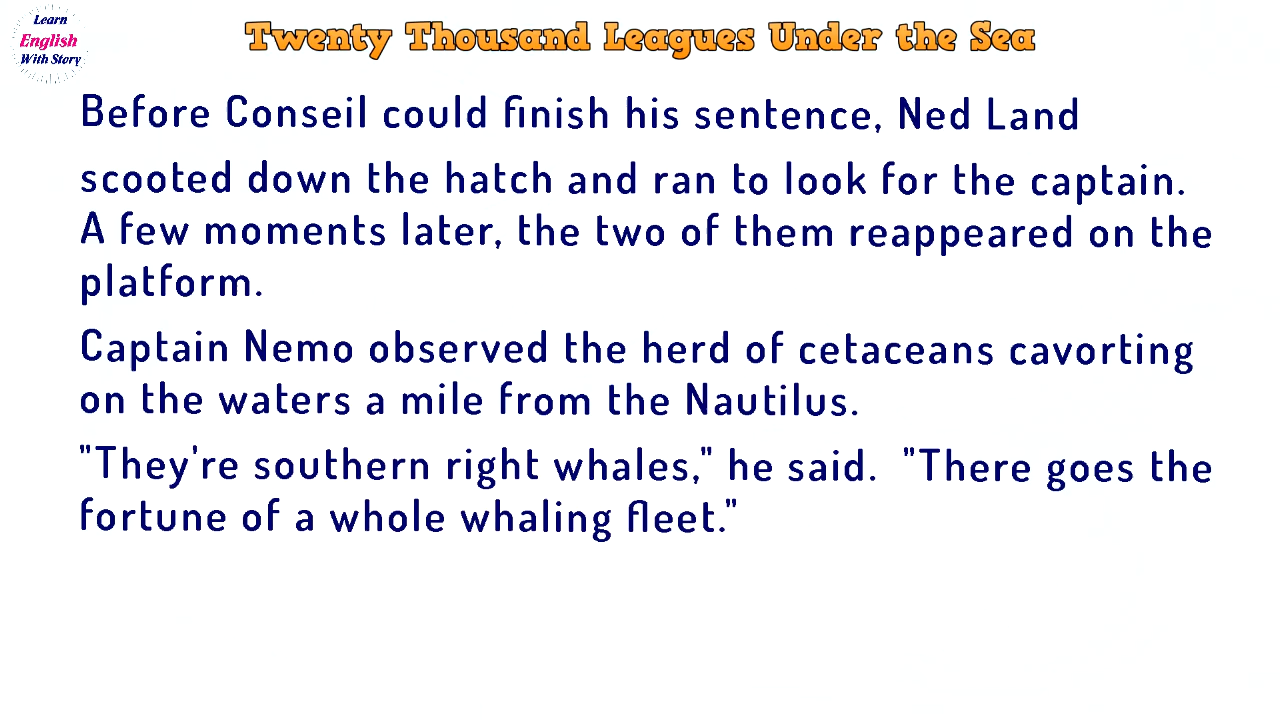 Learn
English
With Story
Twenty Thousand Leagues Under the Sea
Before Conseil could finish his sentence, Ned Land
scooted down the hatch and ran to look for the captain.
A few moments later, the two of them reappeared on the
platform.
Captain Nemo observed the herd of cetaceans cavorting
on the waters a mile from the Nautilus.
"They're southern right whales," he said.  "There goes the
fortune of a whole whaling fleet."